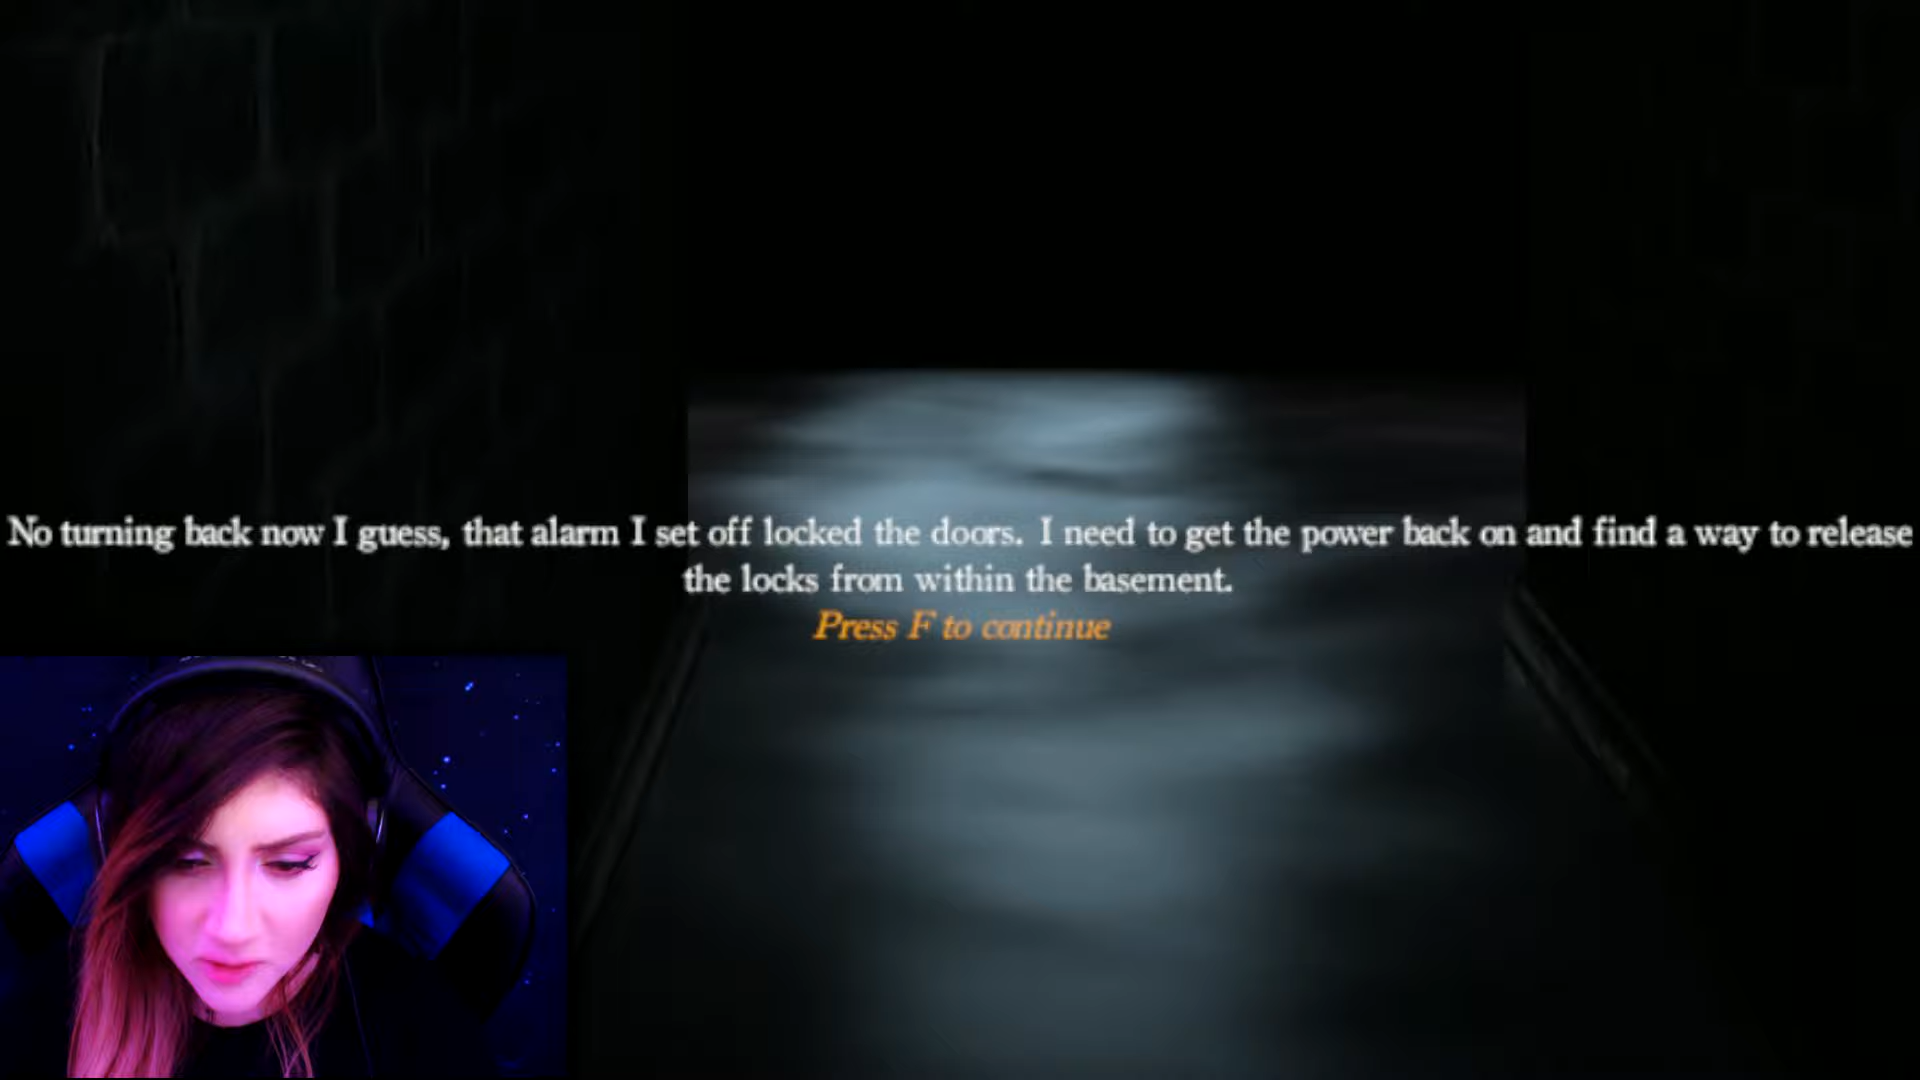 No turning back now I guess, that alarm I set off locked the doors. I need to get the power back on and find a way to release
the locks from within the basement.
Press F to continue